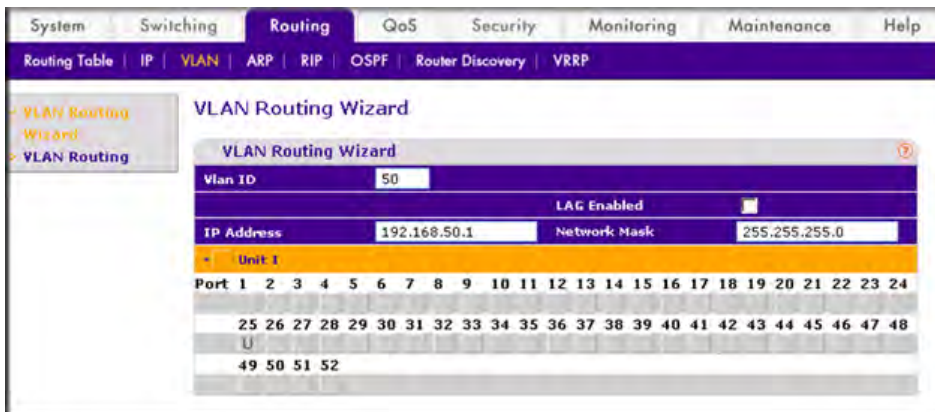 System Switching Routing QoS Security Monitoring Maintenance Help
Routing Table | IP | VLAN | ARP | RIP | OSPF | Router Discovery | VRRP
VLAN Routing Wizard
VLAN Routing
VLAN Routing Wizard
VLAN Routing Wizard ?
Vlan ID 50
LAG Enabled
IP Address 192.168.50.1 Network Mask 255.255.255.0
Unit 1
Port 1 2 3 4 5 6 7 8 9 10 11 12 13 14 15 16 17 18 19 20 21 22 23 24
25 26 27 28 29 30 31 32 33 34 35 36 37 38 39 40 41 42 43 44 45 46 47 48
U
49 50 51 52